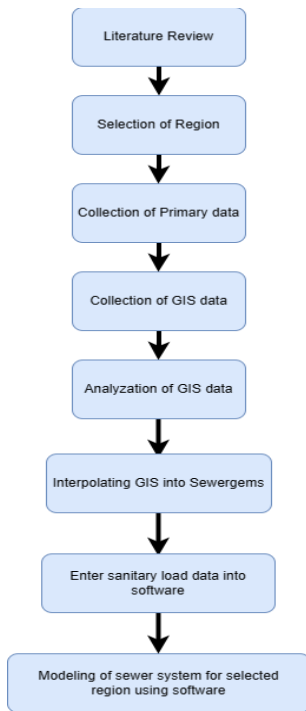 Literature Review
Selection of Region
Collection of Primary data
Collection of GIS data
Analyzation of GIS data
Interpolating GIS into Sewergems
Enter sanitary load data into
software
Modeling of sewer system for selected
region using software